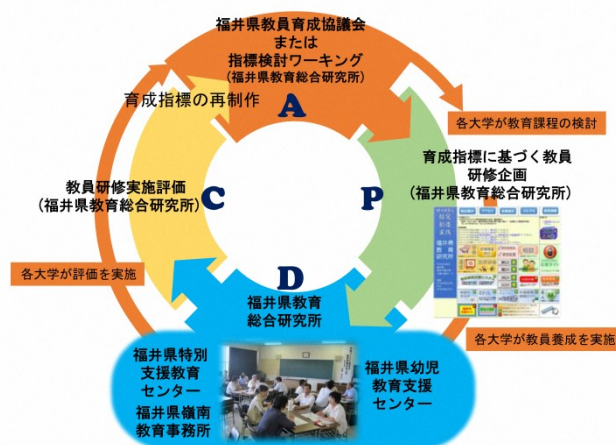 福井県教員育成協議会
または
指標検討ワーキング
(福井県教育総合研究所)
育成指標の再制作
A
各大学が教育課程の検討
育成指標に基づく教員
研修企画
(福井県教育総合研究所)
教員研修実施評価
(福井県教育総合研究所)
C
P
各大学が評価を実施
D
福井県教育
総合研究所
各大学が教員養成を実施
福井県特別
支援教育
センター
福井県嶺南
教育事務所
福井県幼児
教育支援
センター